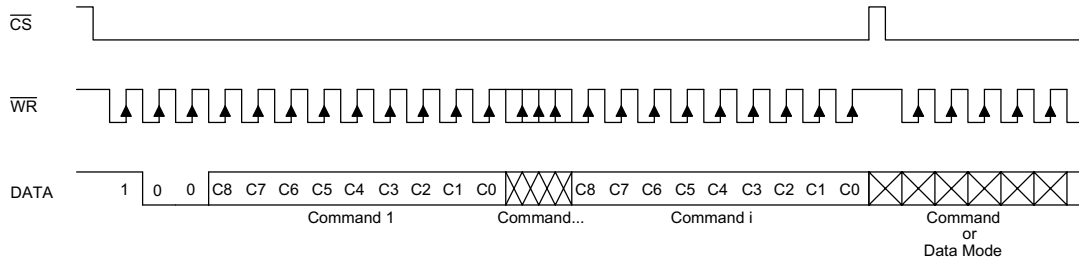 CS
WR
DATA 1 0 0 C8 C7 C6 C5 C4 C3 C2 C1 C0 C8 C7 C6 C5 C4 C3 C2 C1 C0
Command 1 Command... Command i Command
or
Data Mode